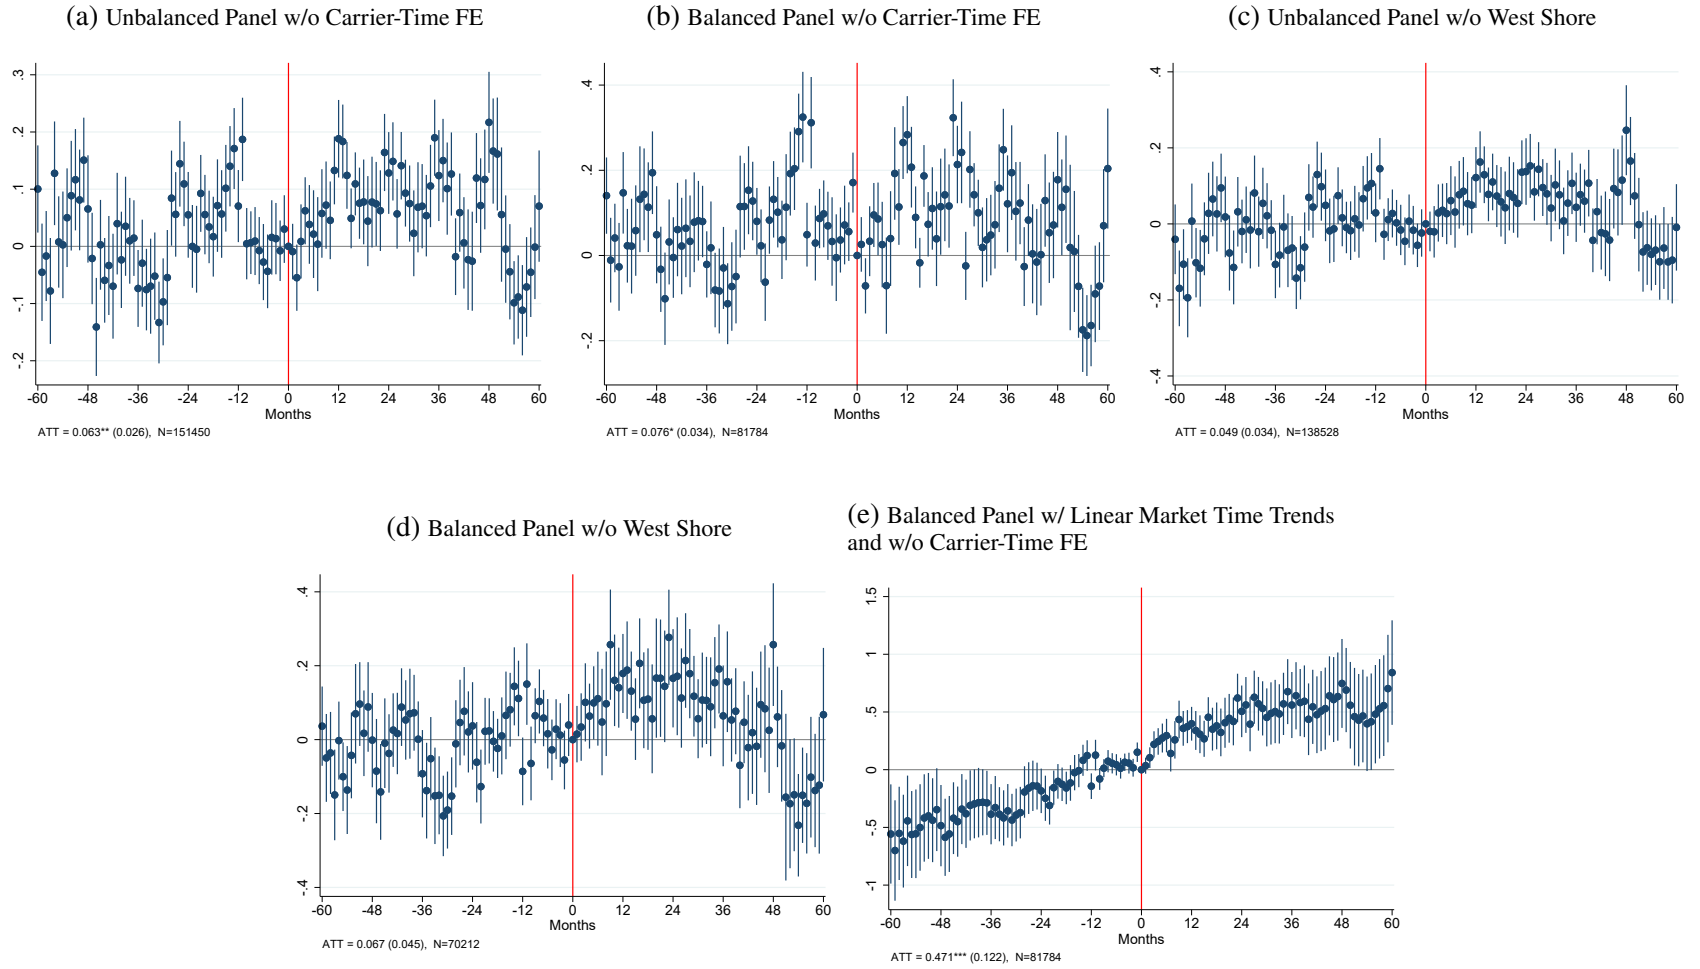 (a) Unbalanced Panel w/o Carrier-Time FE
.3
.2
.1
0
-.1
-.2
-60 -48 -36 -24 -12 0 12 24 36 48 60
Months
ATT = 0.063** (0.026), N=151450
(b) Balanced Panel w/o Carrier-Time FE
.4
.2
0
-.2
-60 -48 -36 -24 -12 0 12 24 36 48 60
Months
ATT = 0.076* (0.034), N=81784
(c) Unbalanced Panel w/o West Shore
.4
.2
0
-.2
-.4
-60 -48 -36 -24 -12 0 12 24 36 48 60
Months
ATT = 0.049 (0.034), N=138528
(d) Balanced Panel w/o West Shore
.4
.2
0
-.2
-.4
-60 -48 -36 -24 -12 0 12 24 36 48 60
Months
ATT = 0.067 (0.045), N=70212
(e) Balanced Panel w/ Linear Market Time Trends
and w/o Carrier-Time FE
1.5
1
.5
0
-.5
-1
-60 -48 -36 -24 -12 0 12 24 36 48 60
Months
ATT = 0.471*** (0.122), N=81784